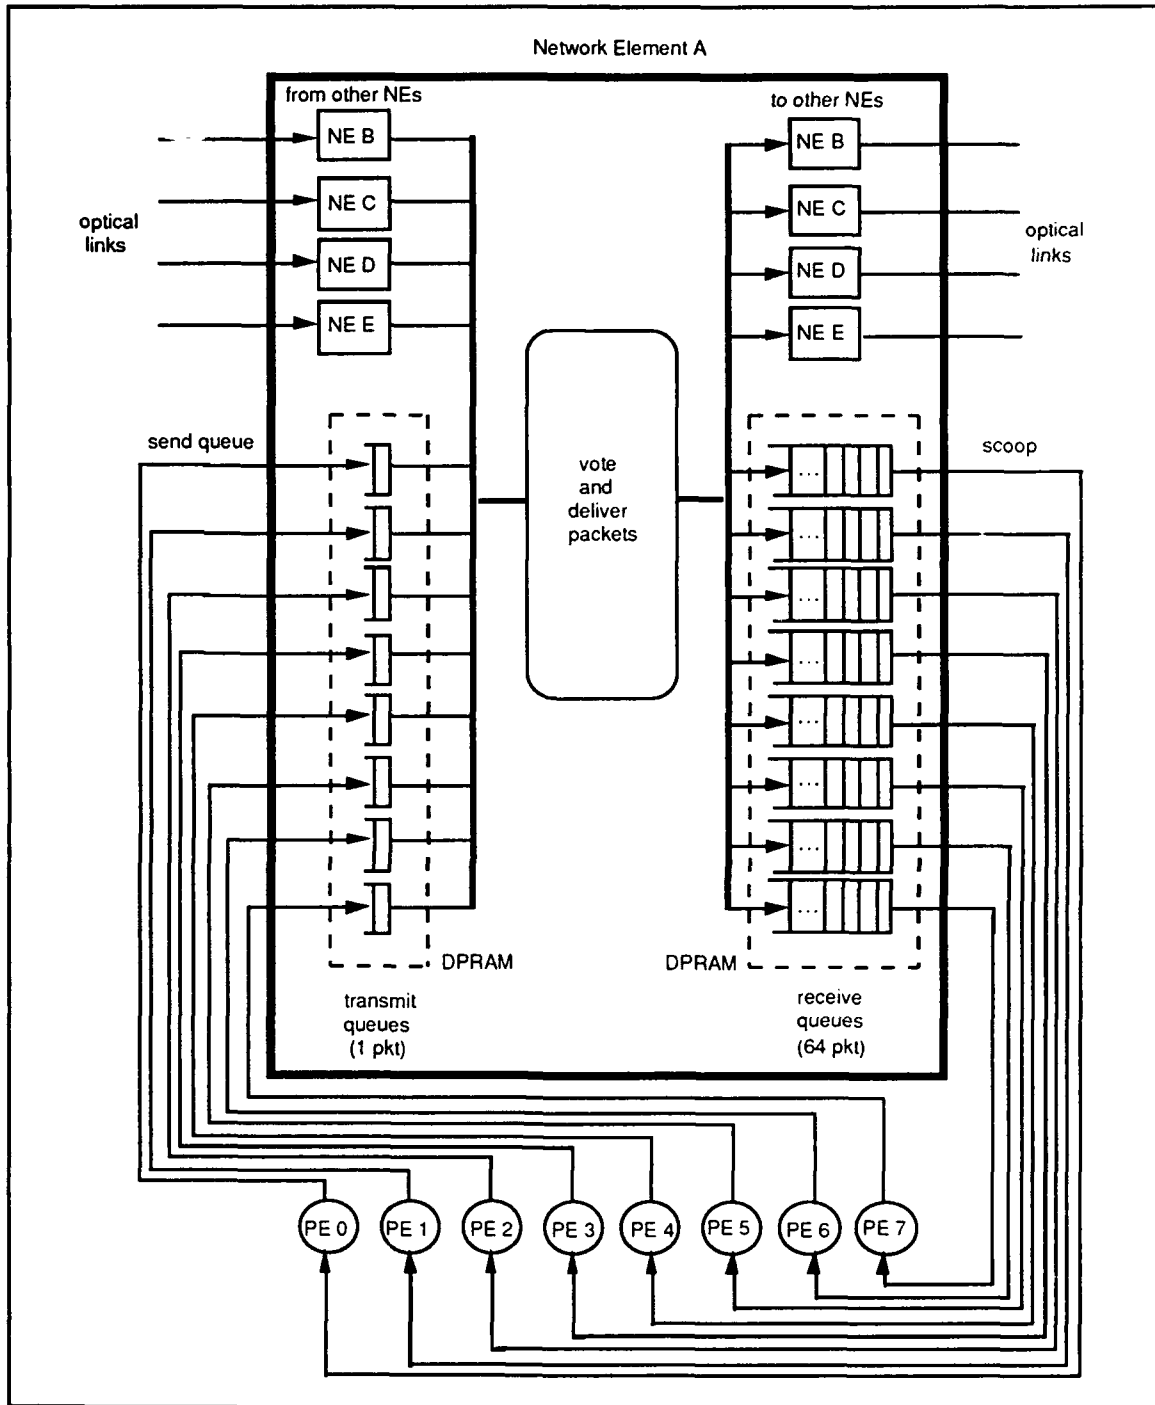 Network Element A
from other NEs
to other NEs
NE B
NE C
NE D
NE E
NE B
NE C
NE D
NE E
optical
links
optical
links
send queue
scoop
vote
and
deliver
packets
...
...
...
...
...
...
...
...
DPRAM
DPRAM
transmit
queues
(1 pkt)
receive
queues
(64 pkt)
PE 0
PE 1
PE 2
PE 3
PE 4
PE 5
PE 6
PE 7